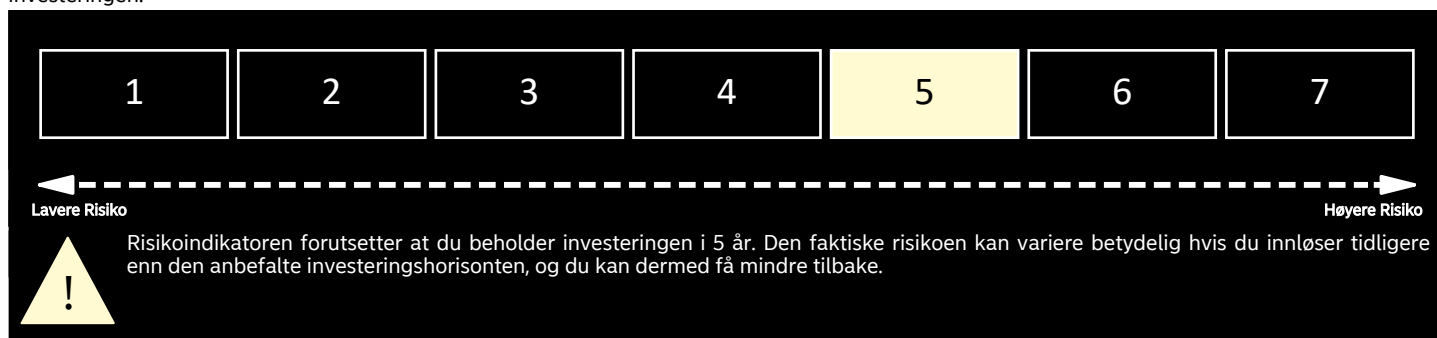 investeringen.
1 2 3 4 5 6 7
Lavere Risiko Høyere Risiko
Risikoindikatoren forutsetter at du beholder investeringen i 5 år. Den faktiske risikoen kan variere betydelig hvis du innløser tidligere
enn den anbefalte investeringshorisonten, og du kan dermed få mindre tilbake.
!